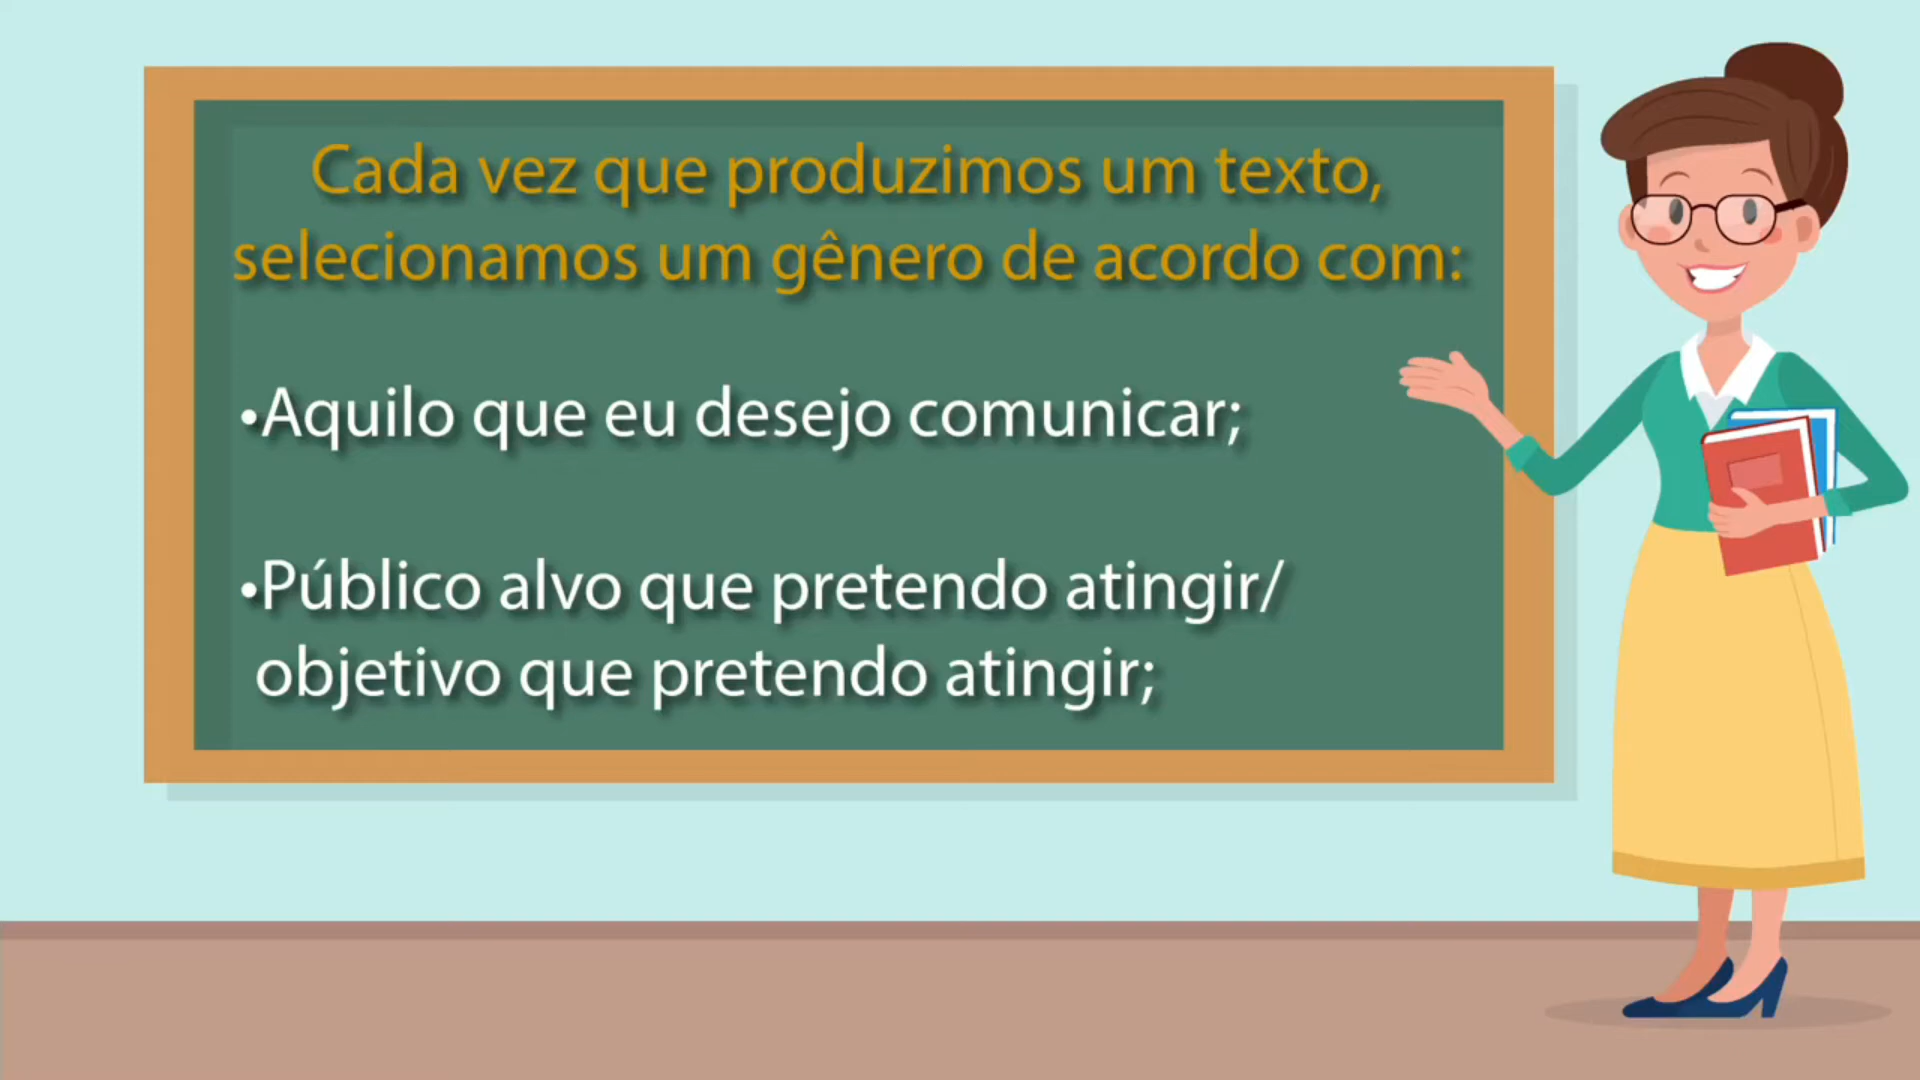 Cada vez que produzimos um texto,
selecionamos um gênero de acordo com:
•Aquilo que eu desejo comunicar;
•Público alvo que pretendo atingir/
objetivo que pretendo atingir;